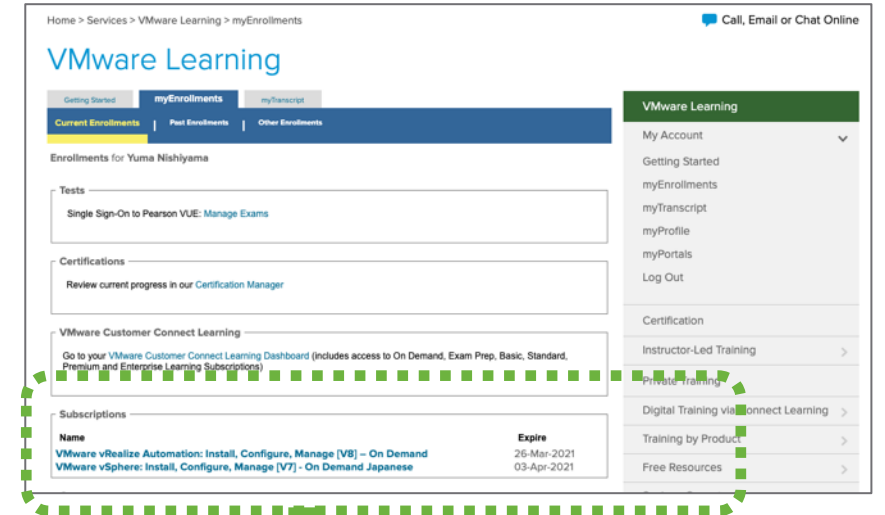 Home > Services > VMware Learning > myEnrollments
Call, Email or Chat Online
VMware Learning
Getting Started
myEnrollments
myTranscript
Current Enrollments | Past Enrollments | Other Enrollments
Enrollments for Yuma Nishiyama
Tests
Single Sign-On to Pearson VUE: Manage Exams
Certifications
Review current progress in our Certification Manager
VMware Customer Connect Learning
Go to your VMware Customer Connect Learning Dashboard (includes access to On Demand, Exam Prep, Basic, Standard,
Premium and Enterprise Learning Subscriptions)
Subscriptions
Name Expire
VMware vRealize Automation: Install, Configure, Manage [V8] – On Demand 26-Mar-2021
VMware vSphere: Install, Configure, Manage [V7] - On Demand Japanese 03-Apr-2021
VMware Learning
My Account
Getting Started
myEnrollments
myTranscript
myProfile
myPortals
Log Out
Certification
Instructor-Led Training
Private Training
Digital Training via Connect Learning
Training by Product
Free Resources